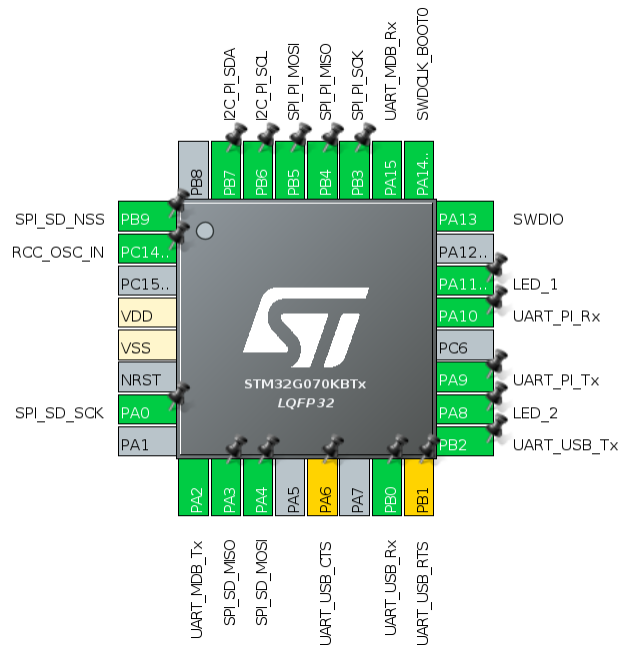 I2C_PI_SDA
I2C_PI_SCL
SPI_PI_MOSI
SPI_PI_MISO
SPI_PI_SCK
UART_MDB_Rx
SWDCLK_BOOT0
PB8
PB7
PB6
PB5
PB4
PB3
PA15
PA14..
SPI_SD_NSS PB9
RCC_OSC_IN PC14..
PC15..
VDD
VSS
NRST
SPI_SD_SCK PA0
PA1
PA13 SWDIO
PA12..
PA11.. LED_1
PA10 UART_PI_Rx
PC6
PA9 UART_PI_Tx
PA8 LED_2
PB2 UART_USB_Tx
ST
STM32G070KBTx
LQFP32
PA2
PA3
PA4
PA5
PA6
PA7
PB0
PB1
UART_MDB_Tx
SPI_SD_MISO
SPI_SD_MOSI
UART_USB_CTS
UART_USB_Rx
UART_USB_RTS